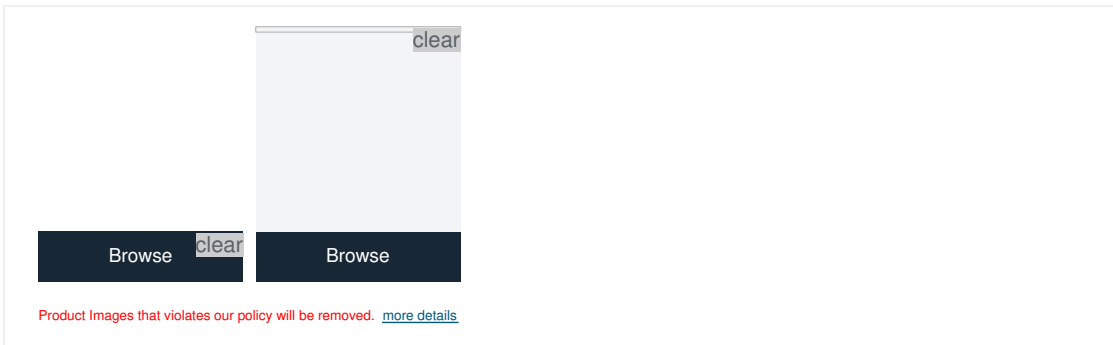 clear
clear
Browse
Browse
Product Images that violates our policy will be removed. more details